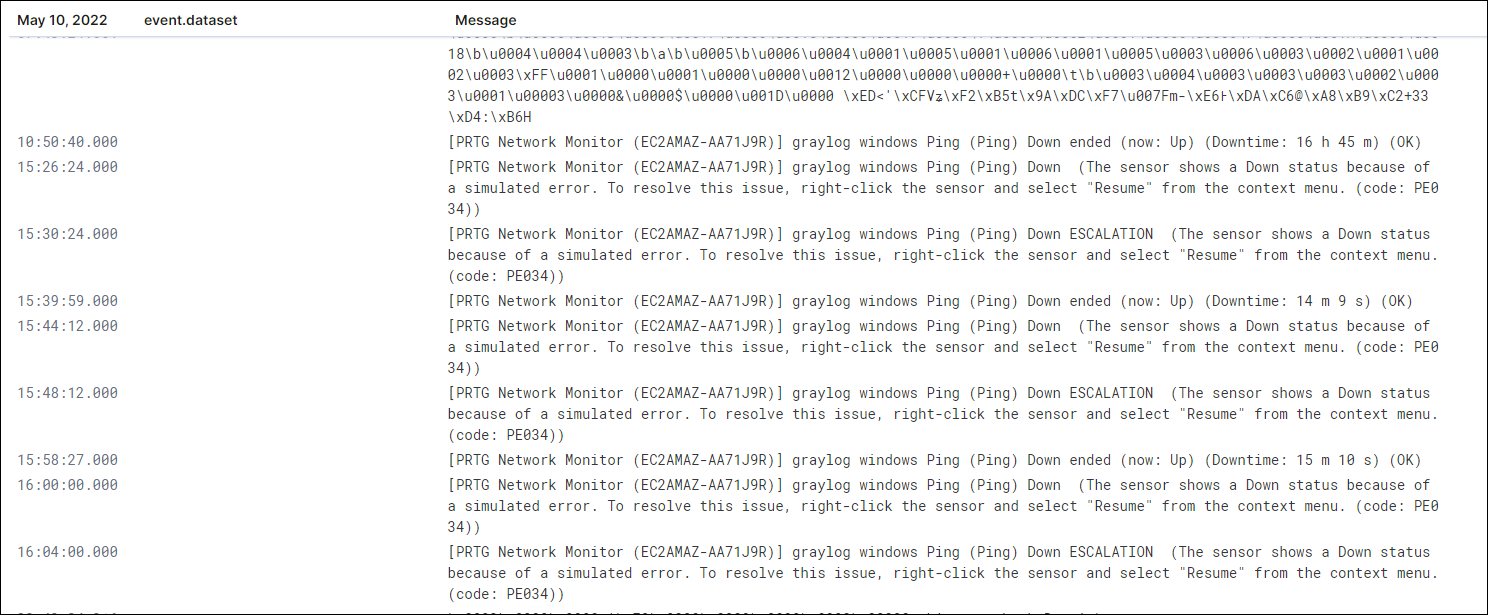 May 10, 2022 event.dataset Message
18\b\u0004\u0004\u0003\b\a\b\u0005\b\u0006\u0004\u0001\u0005\u0001\u0006\u0001\u0005\u0003\u0006\u0003\u0002\u0001\u00
02\u0003\xFF\u0001\u0000\u0001\u0000\u0000\u0012\u0000\u0000\u0000+\u0000\t\b\u0003\u0004\u0003\u0003\u0003\u0002\u000
3\u0001\u00003\u0000&\u0000$\u0000\u001D\u0000 \xED<'\xCF
\xF2\xB5t\x9A\xDC\xF7\u007Fm-\xE6
\xDA\xC6@\xA8\xB9\xC2+33
\xD4:\xB6H
10:50:40.000 [PRTG Network Monitor (EC2AMAZ-AA71J9R)] graylog windows Ping (Ping) Down ended (now: Up) (Downtime: 16 h 45 m) (OK)
15:26:24.000 [PRTG Network Monitor (EC2AMAZ-AA71J9R)] graylog windows Ping (Ping) Down (The sensor shows a Down status because of
a simulated error. To resolve this issue, right-click the sensor and select "Resume" from the context menu. (code: PE0
34))
15:30:24.000 [PRTG Network Monitor (EC2AMAZ-AA71J9R)] graylog windows Ping (Ping) Down ESCALATION (The sensor shows a Down status
because of a simulated error. To resolve this issue, right-click the sensor and select "Resume" from the context menu.
(code: PE034))
15:39:59.000 [PRTG Network Monitor (EC2AMAZ-AA71J9R)] graylog windows Ping (Ping) Down ended (now: Up) (Downtime: 14 m 9 s) (OK)
15:44:12.000 [PRTG Network Monitor (EC2AMAZ-AA71J9R)] graylog windows Ping (Ping) Down (The sensor shows a Down status because of
a simulated error. To resolve this issue, right-click the sensor and select "Resume" from the context menu. (code: PE0
34))
15:48:12.000 [PRTG Network Monitor (EC2AMAZ-AA71J9R)] graylog windows Ping (Ping) Down ESCALATION (The sensor shows a Down status
because of a simulated error. To resolve this issue, right-click the sensor and select "Resume" from the context menu.
(code: PE034))
15:58:27.000 [PRTG Network Monitor (EC2AMAZ-AA71J9R)] graylog windows Ping (Ping) Down ended (now: Up) (Downtime: 15 m 10 s) (OK)
16:00:00.000 [PRTG Network Monitor (EC2AMAZ-AA71J9R)] graylog windows Ping (Ping) Down (The sensor shows a Down status because of
a simulated error. To resolve this issue, right-click the sensor and select "Resume" from the context menu. (code: PE0
34))
16:04:00.000 [PRTG Network Monitor (EC2AMAZ-AA71J9R)] graylog windows Ping (Ping) Down ESCALATION (The sensor shows a Down status
because of a simulated error. To resolve this issue, right-click the sensor and select "Resume" from the context menu.
(code: PE034))